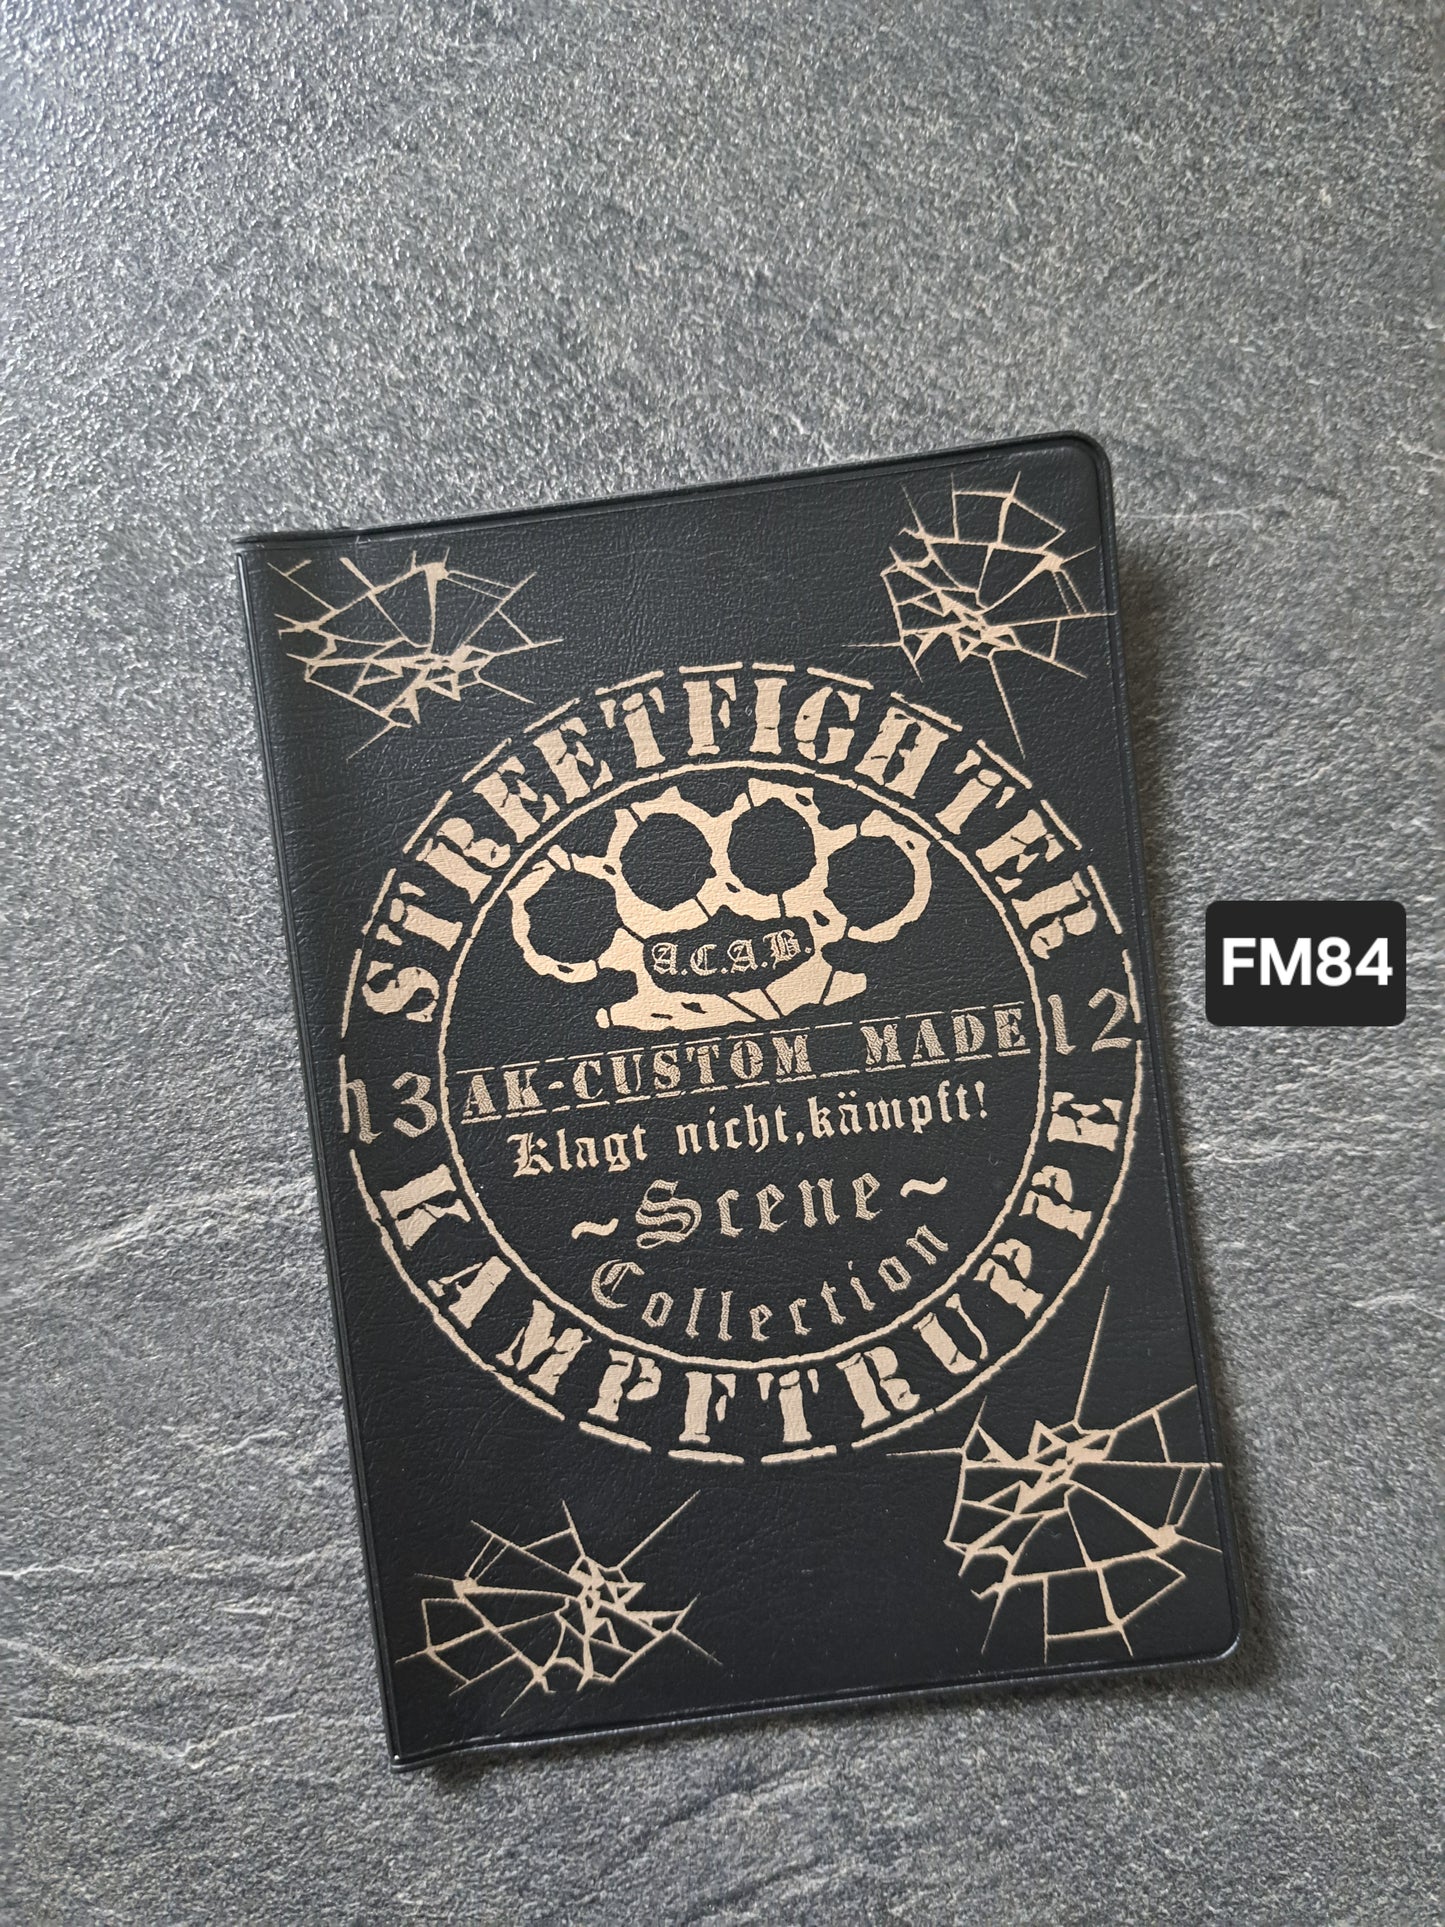 STREETFIGHTER
A.C.A.B.
13 12
AK-CUSTOM MADE
Klagt nicht, kämpft!
~Scene~
Collection
KAMPFTRUPPE
FM84